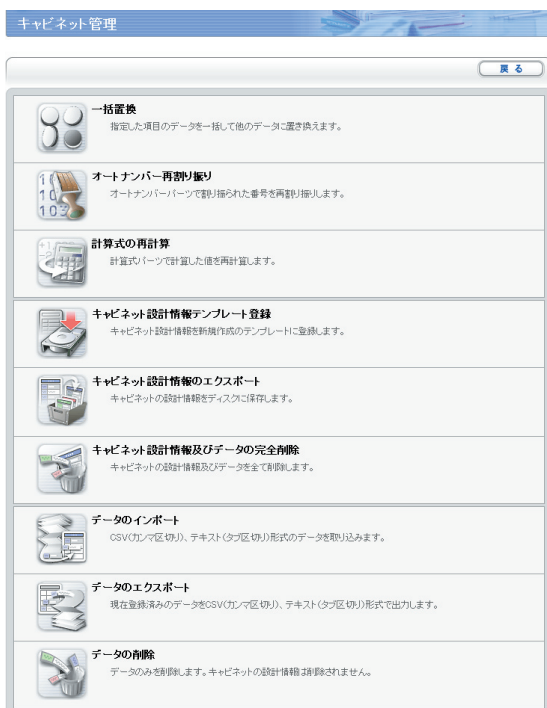 キャビネット管理
戻る
一括置換
指定した項目のデータを一括して他のデータに置き換えます。
オートナンバー再割り振り
オートナンバーパーツで割り振られた番号を再割り振りします。
計算式の再計算
計算式パーツで計算した値を再計算します。
キャビネット設計情報テンプレート登録
キャビネット設計情報を新規作成のテンプレートに登録します。
キャビネット設計情報のエクスポート
キャビネットの設計情報をディスクに保存します。
キャビネット設計情報及びデータの完全削除
キャビネットの設計情報及びデータを全て削除します。
データのインポート
CSV(カンマ区切り)、テキスト(タブ区切り)形式のデータを取り込みます。
データのエクスポート
現在登録済みのデータをCSV(カンマ区切り)、テキスト(タブ区切り)形式で出力します。
データの削除
データのみを削除します。キャビネットの設計情報は削除されません。